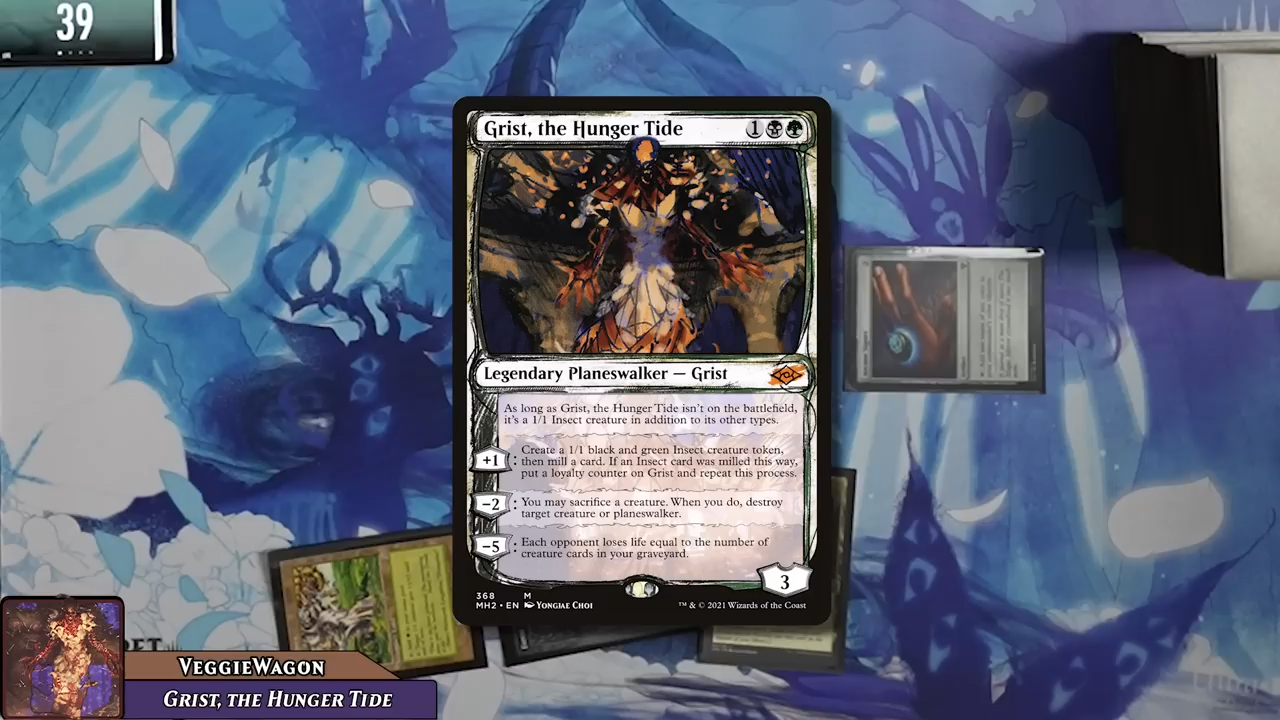 39
Grist, the Hunger Tide 1
Legendary Planeswalker — Grist
As long as Grist, the Hunger Tide isn't on the battlefield,
it's a 1/1 Insect creature in addition to its other types.
+1 : Create a 1/1 black and green Insect creature token,
then mill a card. If an Insect card was milled this way,
put a loyalty counter on Grist and repeat this process.
−2 : You may sacrifice a creature. When you do, destroy
target creature or planeswalker.
−5 : Each opponent loses life equal to the number of
creature cards in your graveyard.
3
368 M
MH2 • EN Yongjae Choi
™ & © 2021 Wizards of the Coast
VeggieWagon
Grist, the Hunger Tide